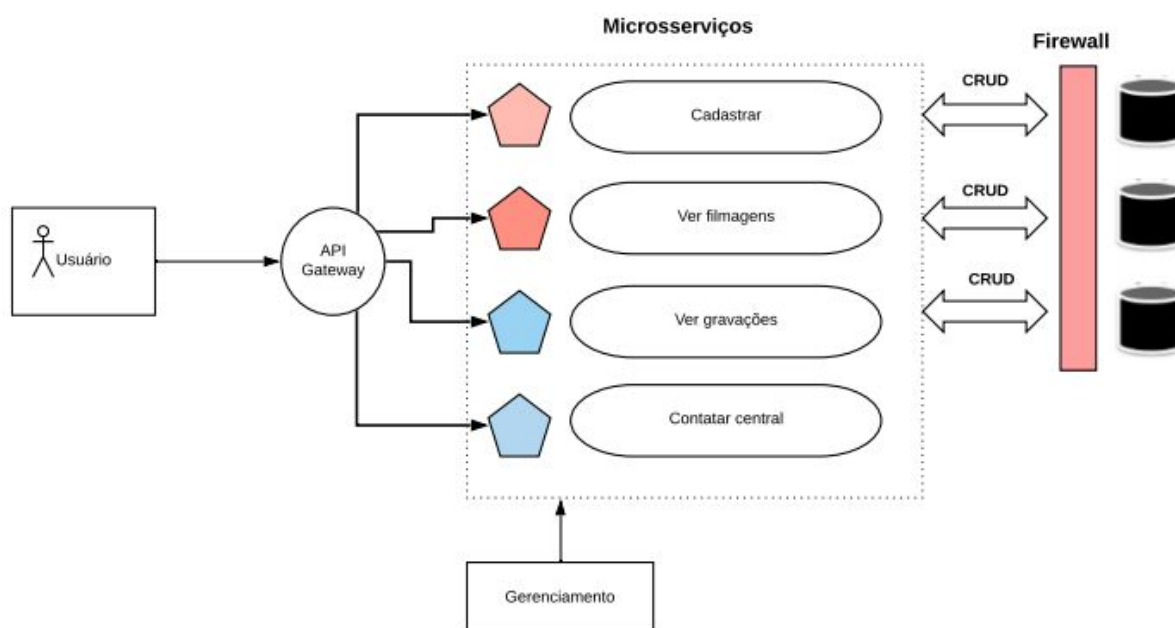 Microsserviços
Firewall
CRUD
Cadastrar
CRUD
Ver filmagens
Usuário
API
Gateway
CRUD
Ver gravações
Contatar central
Gerenciamento